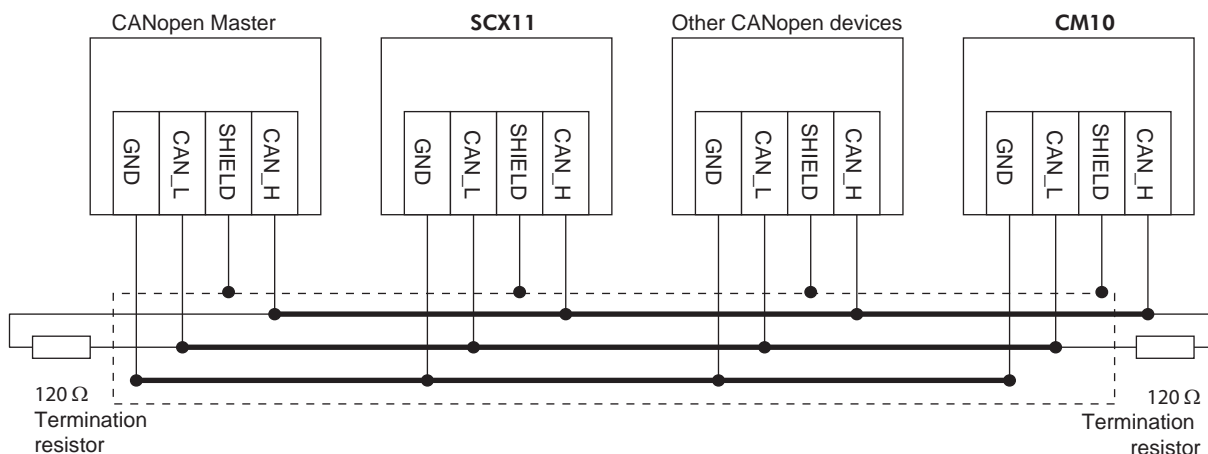 CANopen Master
SCX11
Other CANopen devices
CM10
GND
CAN_L
SHIELD
CAN_H
GND
CAN_L
SHIELD
CAN_H
GND
CAN_L
SHIELD
CAN_H
GND
CAN_L
SHIELD
CAN_H
120 Ω
Termination
resistor
120 Ω
Termination
resistor